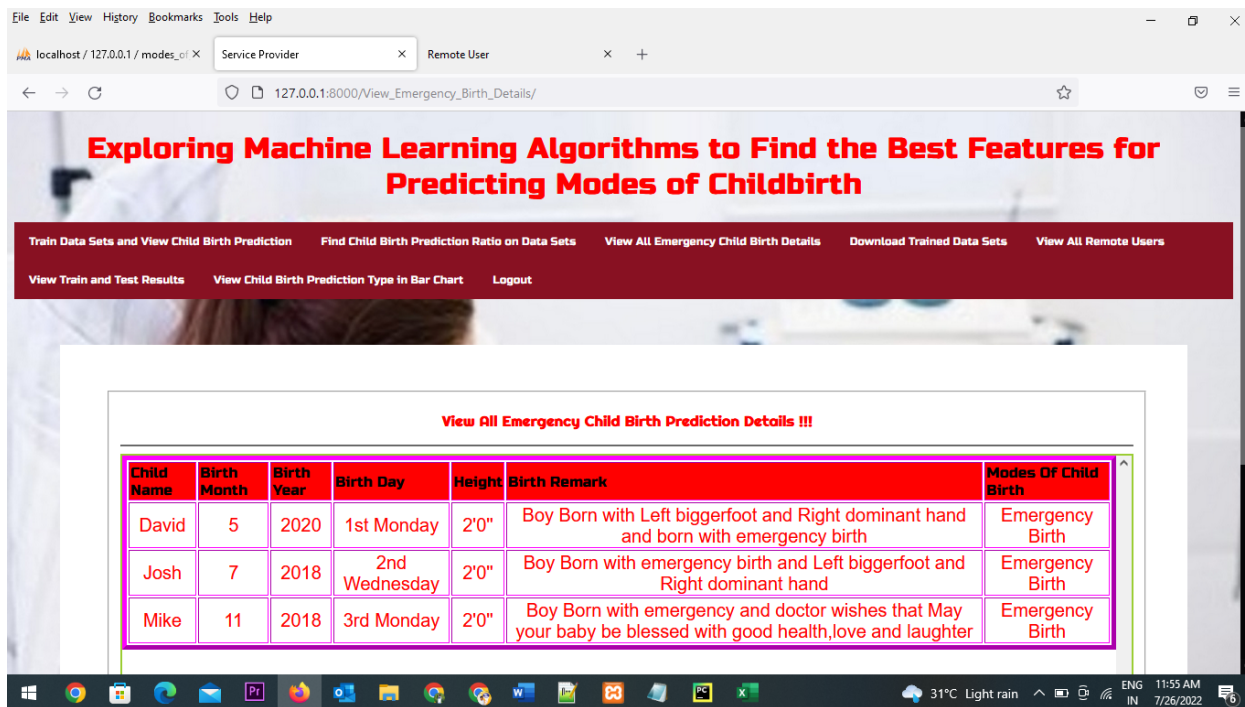 File Edit View History Bookmarks Tools Help
localhost / 127.0.0.1 / modes_of
Service Provider
Remote User
127.0.0.1:8000/View_Emergency_Birth_Details/
Exploring Machine Learning Algorithms to Find the Best Features for
Predicting Modes of Childbirth
Train Data Sets and View Child Birth Prediction Find Child Birth Prediction Ratio on Data Sets View All Emergency Child Birth Details Download Trained Data Sets View All Remote Users
View Train and Test Results View Child Birth Prediction Type in Bar Chart Logout
View All Emergency Child Birth Prediction Details !!!
Child Name Birth Month Birth Year Birth Day Height Birth Remark Modes Of Child Birth
David 5 2020 1st Monday 2'0" Boy Born with Left biggerfoot and Right dominant hand and born with emergency birth Emergency Birth
Josh 7 2018 2nd Wednesday 2'0" Boy Born with emergency birth and Left biggerfoot and Right dominant hand Emergency Birth
Mike 11 2018 3rd Monday 2'0" Boy Born with emergency and doctor wishes that May your baby be blessed with good health,love and laughter Emergency Birth
31°C Light rain ENG IN 11:55 AM 7/26/2022